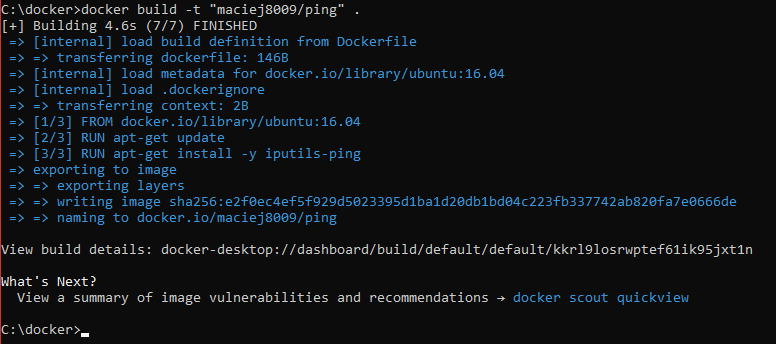 C:\docker>docker build -t "maciej8009/ping" .
[+] Building 4.6s (7/7) FINISHED
=> [internal] load build definition from Dockerfile
=> => transferring dockerfile: 146B
=> [internal] load metadata for docker.io/library/ubuntu:16.04
=> [internal] load .dockerignore
=> => transferring context: 2B
=> [1/3] FROM docker.io/library/ubuntu:16.04
=> [2/3] RUN apt-get update
=> [3/3] RUN apt-get install -y iputils-ping
=> exporting to image
=> => exporting layers
=> => writing image sha256:e2f0ec4ef5f929d5023395d1ba1d20db1bd04c223fb337742ab820fa7e0666de
=> => naming to docker.io/maciej8009/ping
View build details: docker-desktop://dashboard/build/default/default/kkrl9losrwptef61ik95jxt1n
What's Next?
View a summary of image vulnerabilities and recommendations → docker scout quickview
C:\docker>